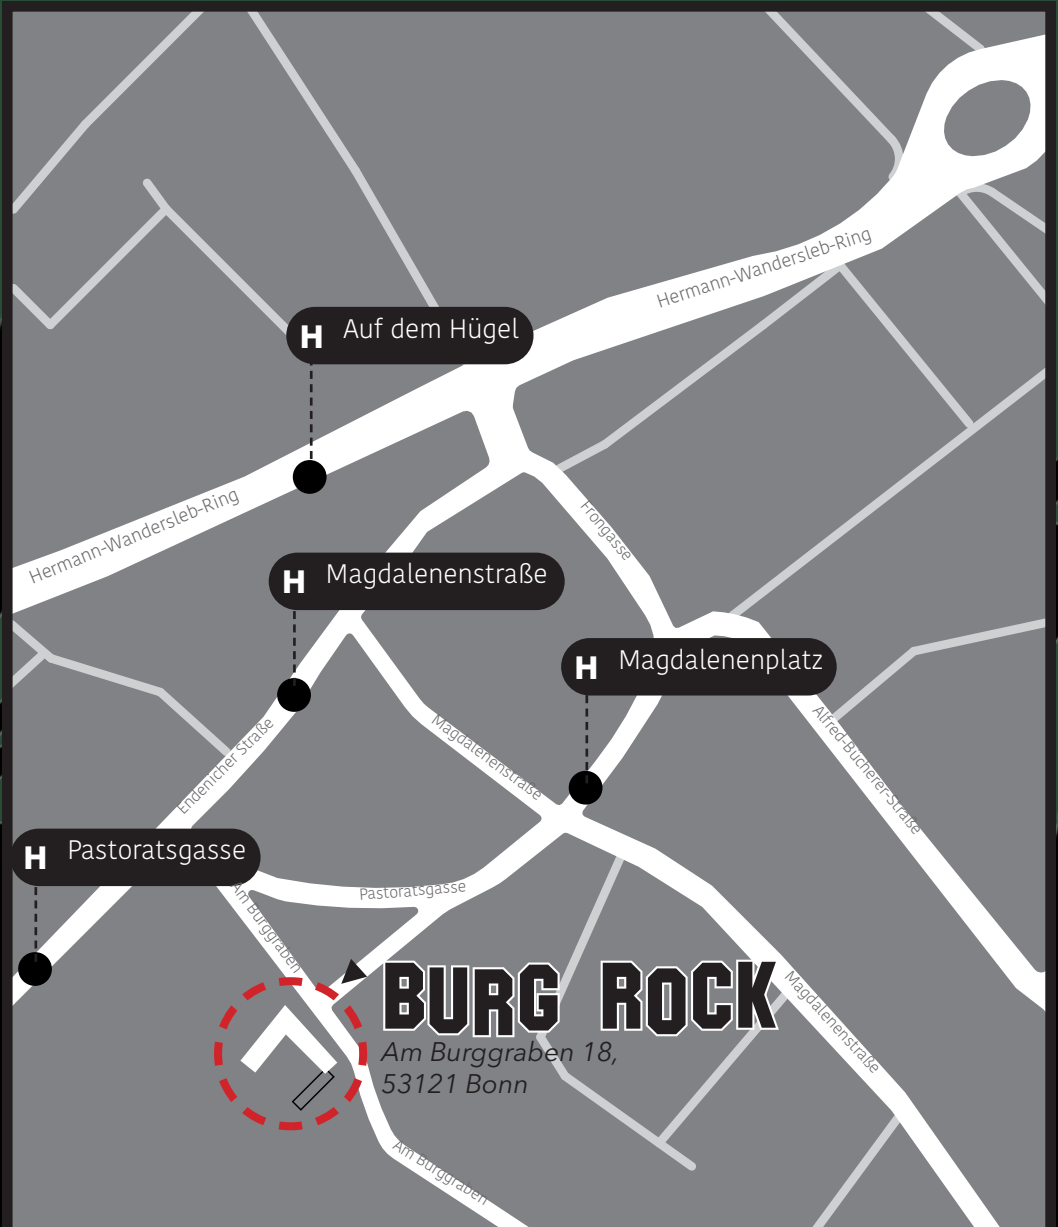 Hermann-Wandersleb-Ring
H Auf dem Hügel
Hermann-Wandersleb-Ring
Frongasse
H Magdalenenstraße
H Magdalenenplatz
Magdalenenstraße
Endenicher Straße
Alfred-Bucherer-Straße
H Pastoratsgasse
Pastoratsgasse
Am Burggraben
BURG ROCK
Am Burggraben 18,
53121 Bonn
Magdalenenstraße
Am Burggraben